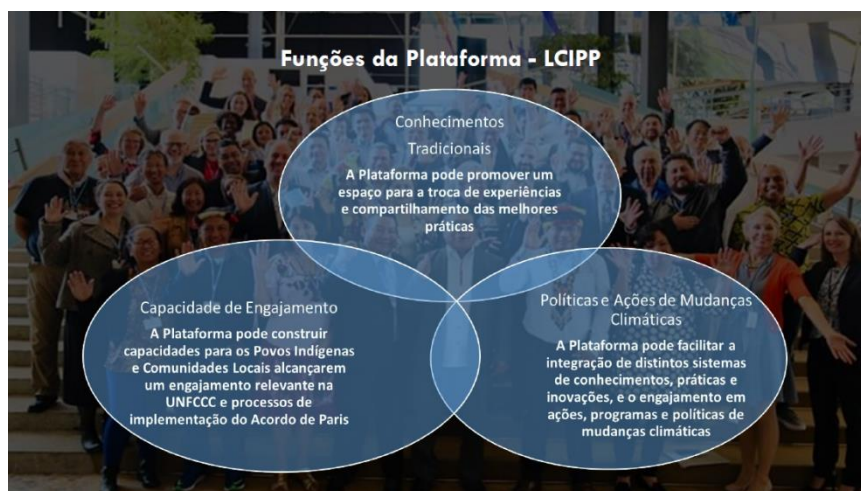 Funções da Plataforma - LCIPP
Conhecimentos
Tradicionais
A Plataforma pode promover um
espaço para a troca de experiências
e compartilhamento das melhores
práticas
Capacidade de Engajamento
A Plataforma pode construir
capacidades para os Povos Indígenas
e Comunidades Locais alcançarem
um engajamento relevante na
UNFCCC e processos de
implementação do Acordo de Paris
Políticas e Ações de Mudanças
Climáticas
A Plataforma pode facilitar a
integração de distintos sistemas
de conhecimentos, práticas e
inovações, e o engajamento em
ações, programas e políticas de
mudanças climáticas